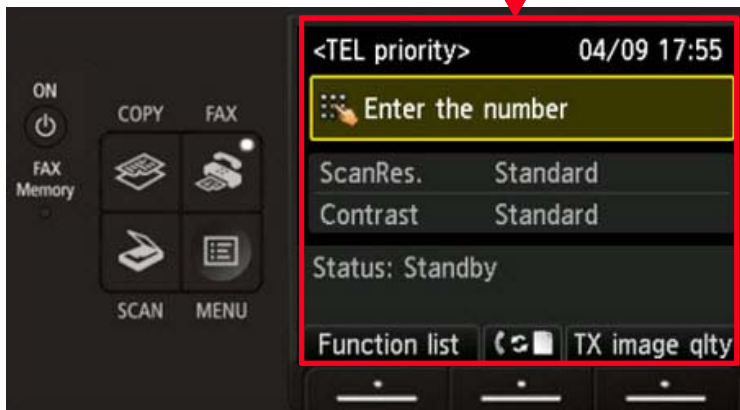 ON
COPY FAX
FAX
Memory
SCAN MENU
<TEL priority> 04/09 17:55
Enter the number
ScanRes. Standard
Contrast Standard
Status: Standby
Function list TX image qlty